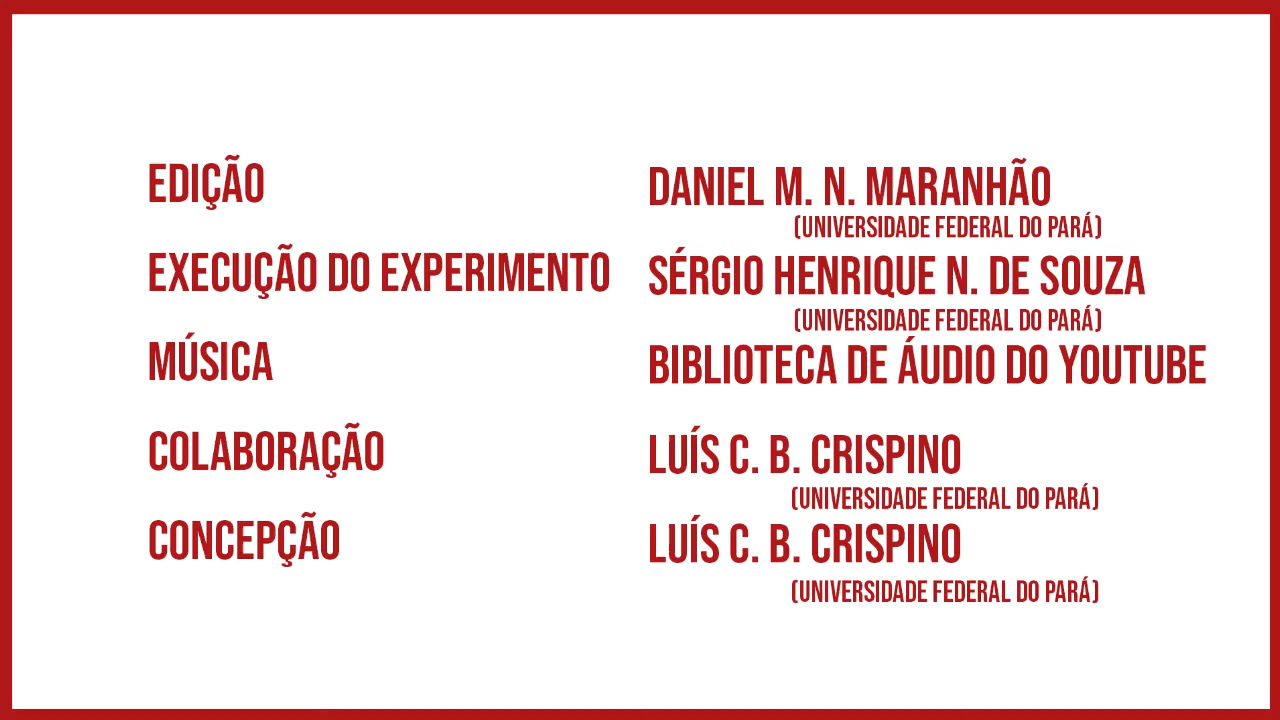 EDIÇÃO
DANIEL M. N. MARANHÃO
(UNIVERSIDADE FEDERAL DO PARÁ)
EXECUÇÃO DO EXPERIMENTO
SÉRGIO HENRIQUE N. DE SOUZA
(UNIVERSIDADE FEDERAL DO PARÁ)
MÚSICA
BIBLIOTECA DE ÁUDIO DO YOUTUBE
COLABORAÇÃO
LUÍS C. B. CRISPINO
(UNIVERSIDADE FEDERAL DO PARÁ)
CONCEPÇÃO
LUÍS C. B. CRISPINO
(UNIVERSIDADE FEDERAL DO PARÁ)